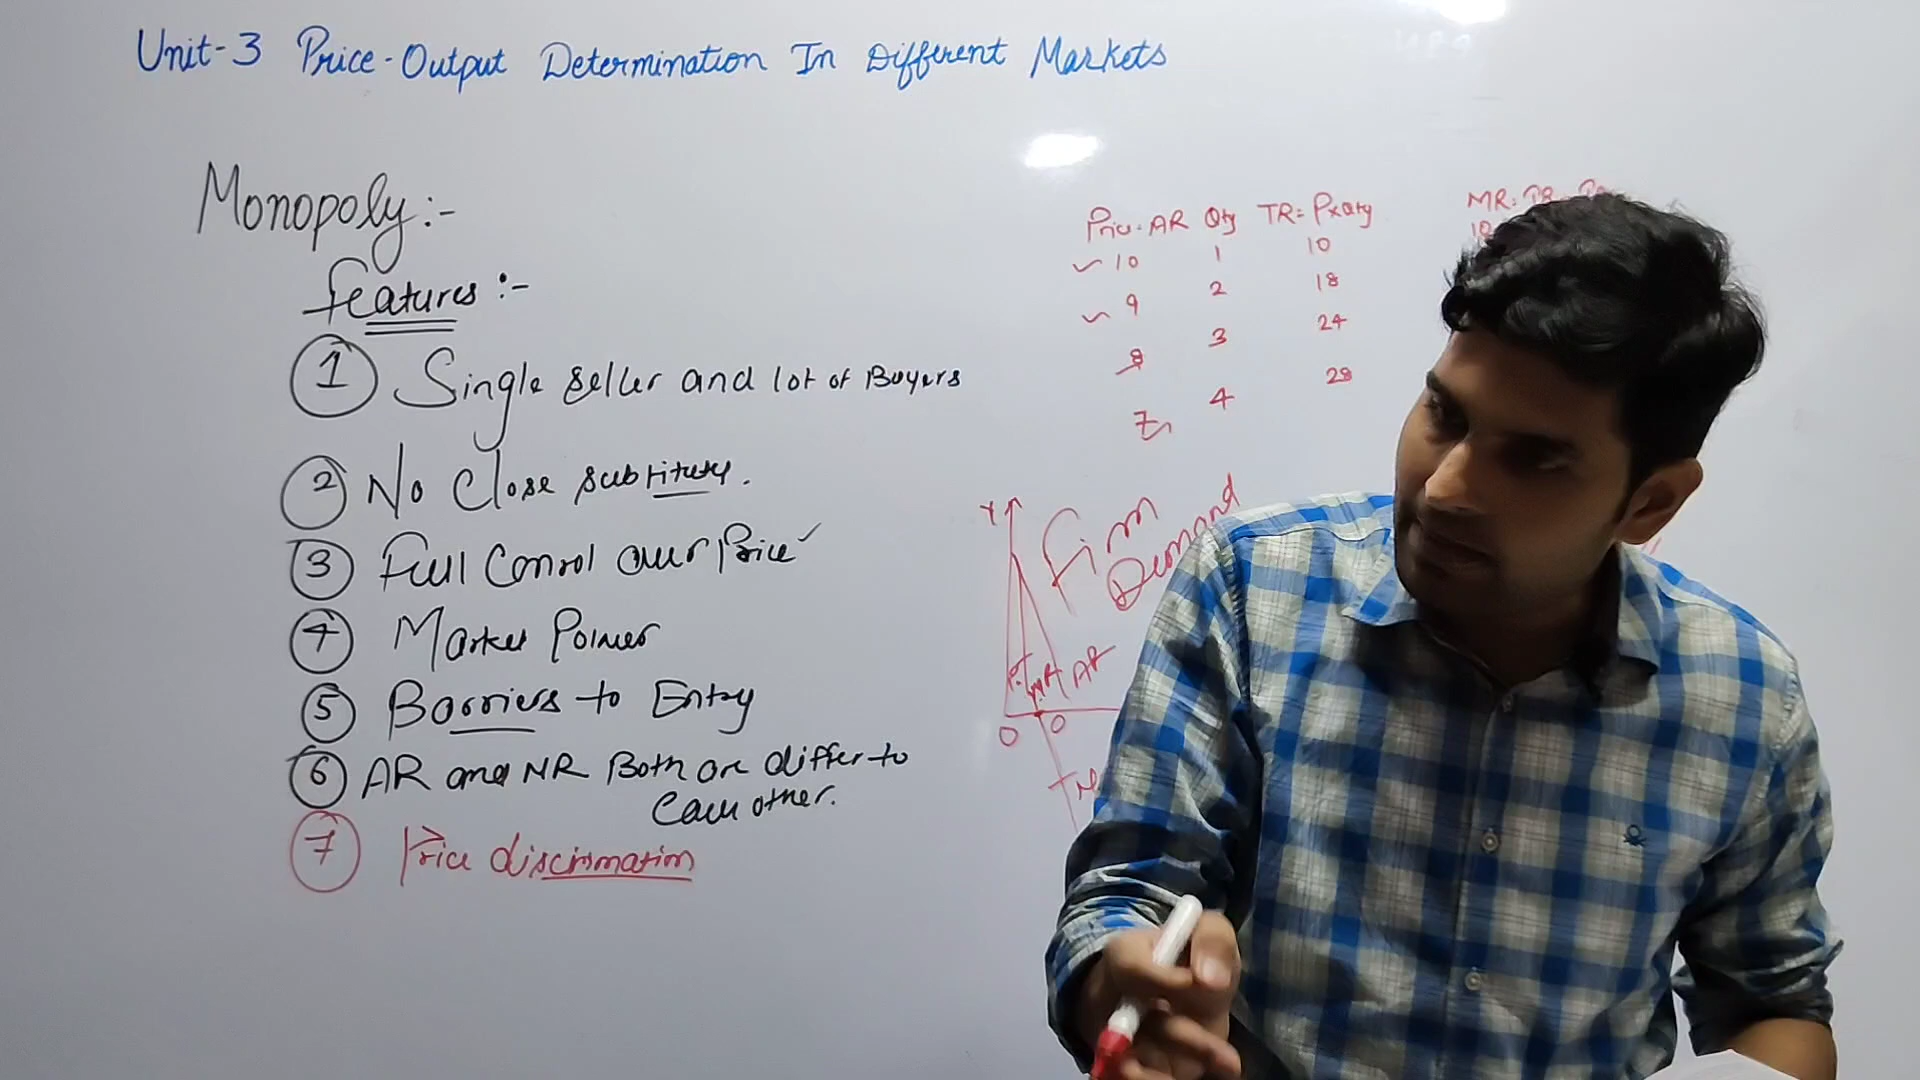 Unit-3 Price-Output Determination In Different Markets
Monopoly:-
features:-
1 Single seller and lot of Buyers
2 No Close substitutes.
3 Full Control over Price
4 Market Power
5 Barriers to Entry
6 AR and MR Both are differ to
each other.
7 Price discrimation
Price=AR Qty TR=PxQty MR=
10 1 10 10
9 2 18
8 3 24
7 4 28
Y
Firm
Demand
AR
O O